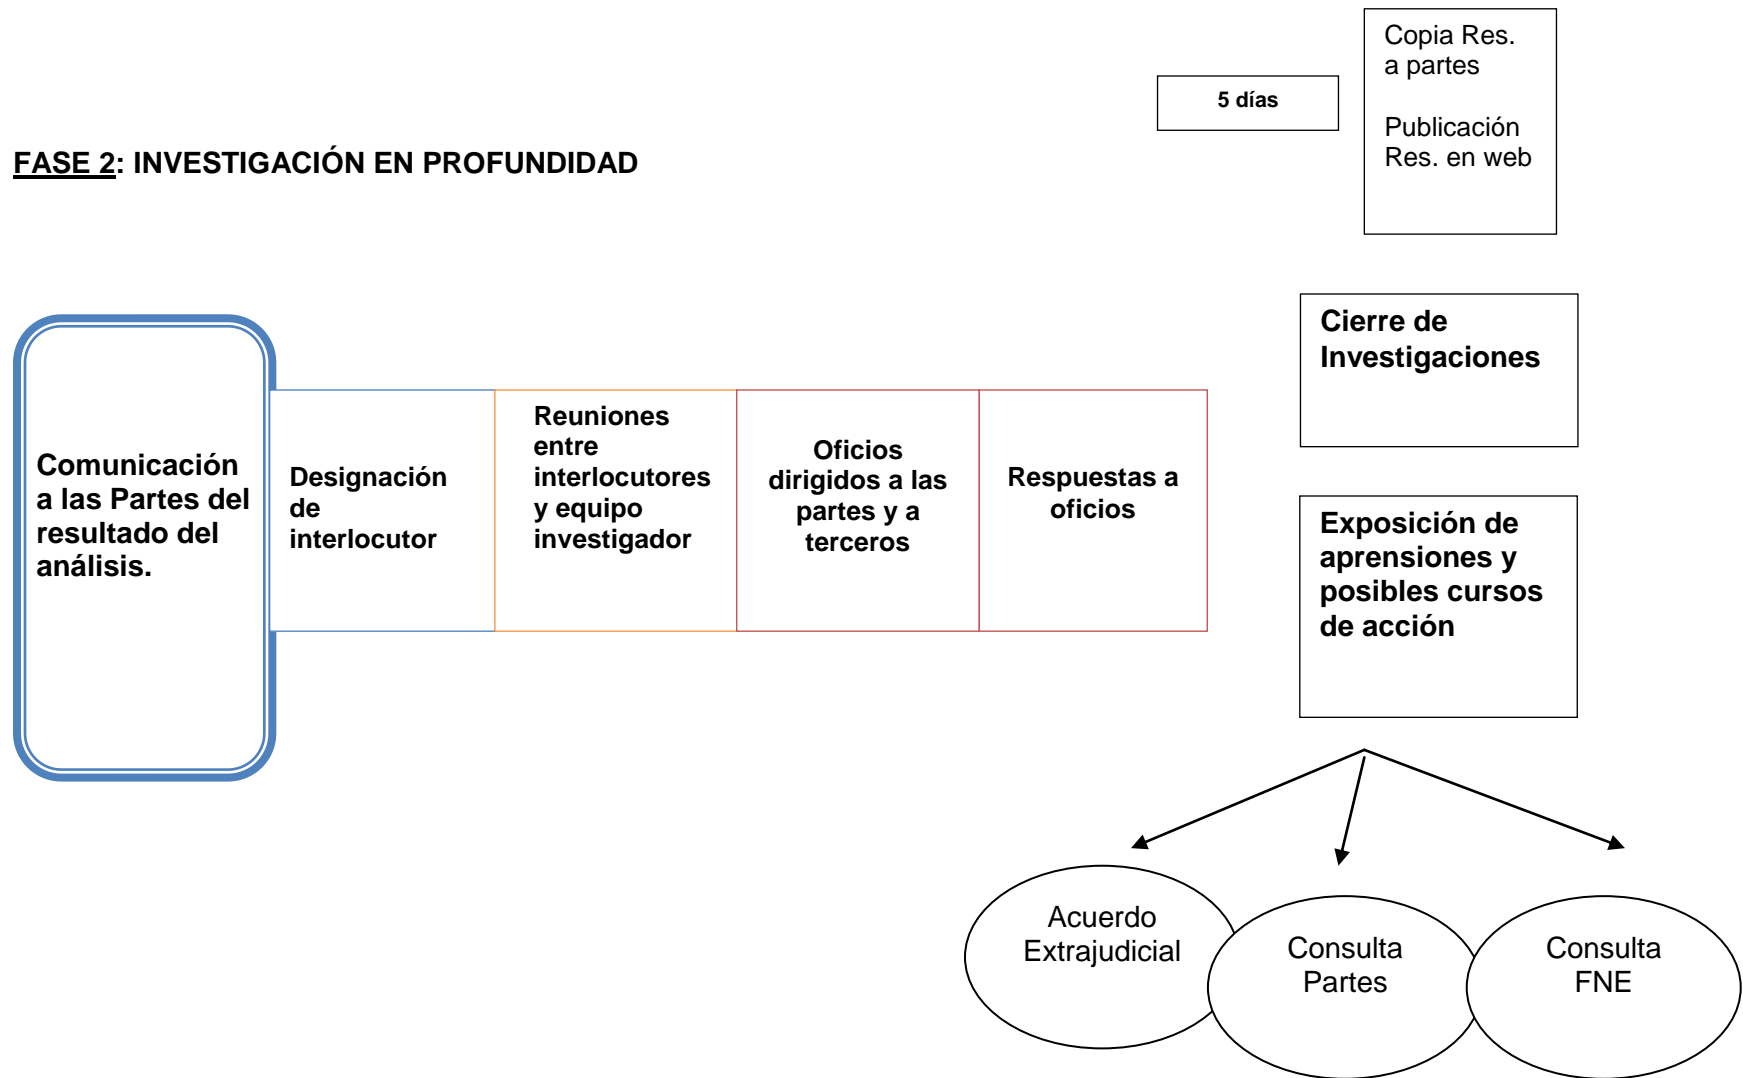 Copia Res.
a partes
Publicación
Res. en web
5 días
FASE 2: INVESTIGACIÓN EN PROFUNDIDAD
Comunicación
a las Partes del
resultado del
análisis.
Designación
de
interlocutor
Reuniones
entre
interlocutores
y equipo
investigador
Oficios
dirigidos a las
partes y a
terceros
Respuestas a
oficios
Cierre de
Investigaciones
Exposición de
aprensiones y
posibles cursos
de acción
Acuerdo
Extrajudicial
Consulta
Partes
Consulta
FNE